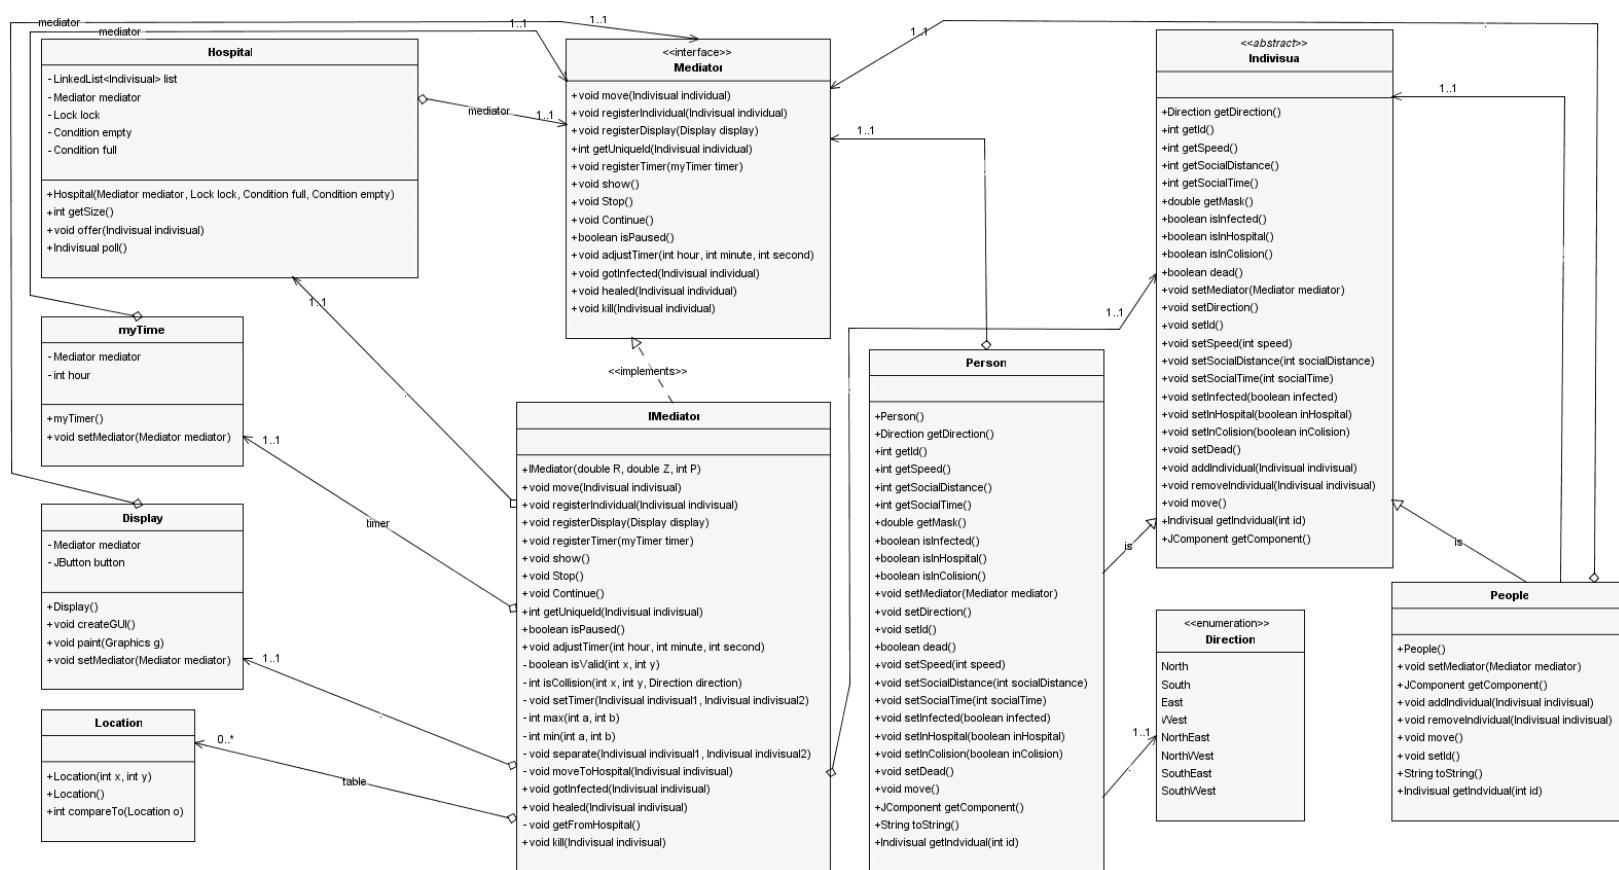 mediator
1..1
1..1
mediator
1..1
Hospital
- LinkedList<Indivisual> list
- Mediator mediator
- Lock lock
- Condition empty
- Condition full
+Hospital(Mediator mediator, Lock lock, Condition full, Condition empty)
+int getSize()
+void offer(Indivisual indivisual)
+Indivisual poll()
mediator
1..1
<<interface>>
Mediator
+void move(Indivisual individual)
+void registerIndividual(Indivisual individual)
+void registerDisplay(Display display)
+int getUniqueId(Indivisual individual)
+void registerTimer(myTimer timer)
+void show()
+void Stop()
+void Continue()
+boolean isPaused()
+void adjustTimer(int hour, int minute, int second)
+void gotInfected(Indivisual individual)
+void healed(Indivisual individual)
+void kill(Indivisual individual)
1..1
<<abstract>>
Indivisua
+Direction getDirection()
+int getId()
+int getSpeed()
+int getSocialDistance()
+int getSocialTime()
+double getMask()
+boolean isInfected()
+boolean isInHospital()
+boolean isInColision()
+boolean dead()
+void setMediator(Mediator mediator)
+void setDirection()
+void setId()
+void setSpeed(int speed)
+void setSocialDistance(int socialDistance)
+void setSocialTime(int socialTime)
+void setInfected(boolean infected)
+void setInHospital(boolean inHospital)
+void setInColision(boolean inColision)
+void setDead()
+void addIndividual(Indivisual indivisual)
+void removeIndividual(Indivisual indivisual)
+void move()
+Indivisual getIndvidual(int id)
+JComponent getComponent()
1..1
1..1
1..1
myTime
- Mediator mediator
- int hour
+myTimer()
+void setMediator(Mediator mediator)
1..1
timer
<<implements>>
IMediator
+IMediator(double R, double Z, int P)
+void move(Indivisual indivisual)
+void registerIndividual(Indivisual indivisual)
+void registerDisplay(Display display)
+void registerTimer(myTimer timer)
+void show()
+void Stop()
+void Continue()
+int getUniqueId(Indivisual indivisual)
+boolean isPaused()
+void adjustTimer(int hour, int minute, int second)
- boolean isValid(int x, int y)
- int isCollision(int x, int y, Direction direction)
- void setTimer(Indivisual indivisual1, Indivisual indivisual2)
- int max(int a, int b)
- int min(int a, int b)
- void separate(Indivisual indivisual1, Indivisual indivisual2)
- void moveToHospital(Indivisual indivisual)
+void gotInfected(Indivisual indivisual)
+void healed(Indivisual indivisual)
- void getFromHospital()
+void kill(Indivisual indivisual)
1..1
Person
+Person()
+Direction getDirection()
+int getId()
+int getSpeed()
+int getSocialDistance()
+int getSocialTime()
+double getMask()
+boolean isInfected()
+boolean isInHospital()
+boolean isInColision()
+void setMediator(Mediator mediator)
+void setDirection()
+void setId()
+boolean dead()
+void setSpeed(int speed)
+void setSocialDistance(int socialDistance)
+void setSocialTime(int socialTime)
+void setInfected(boolean infected)
+void setInHospital(boolean inHospital)
+void setInColision(boolean inColision)
+void setDead()
+void move()
+JComponent getComponent()
+String toString()
+Indivisual getIndvidual(int id)
is
is
1..1
Display
- Mediator mediator
- JButton button
+Display()
+void createGUI()
+void paint(Graphics g)
+void setMediator(Mediator mediator)
1..1
Location
+Location(int x, int y)
+Location()
+int compareTo(Location o)
0..*
table
<<enumeration>>
Direction
North
South
East
West
NorthEast
NorthWest
SouthEast
SouthWest
People
+People()
+void setMediator(Mediator mediator)
+JComponent getComponent()
+void addIndividual(Indivisual indivisual)
+void removeIndividual(Indivisual indivisual)
+void move()
+void setId()
+String toString()
+Indivisual getIndvidual(int id)